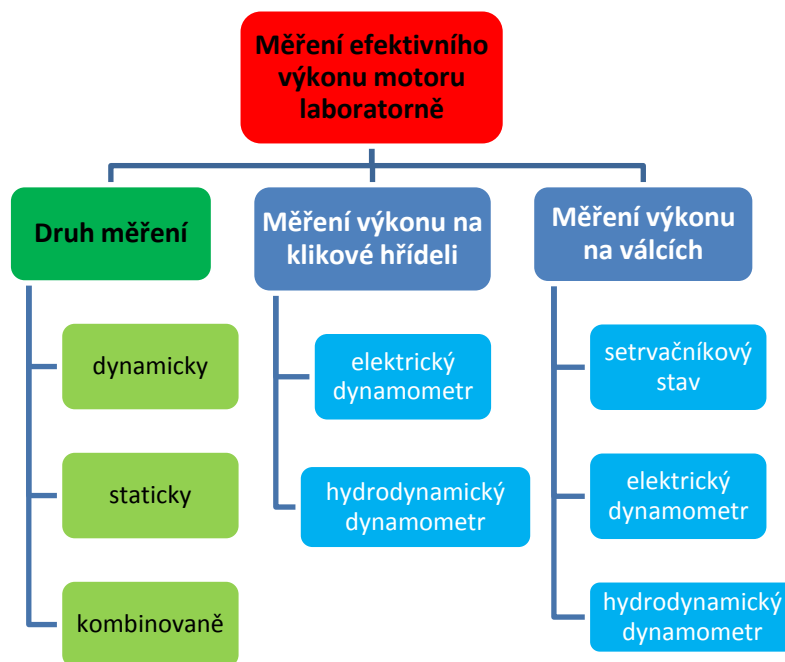 Měření efektivního
výkonu motoru
laboratorně
Druh měření
dynamicky
staticky
kombinovaně
Měření výkonu na
klikové hřídeli
elektrický
dynamometr
hydrodynamický
dynamometr
Měření výkonu
na válcích
setrvačníkový
stav
elektrický
dynamometr
hydrodynamický
dynamometr